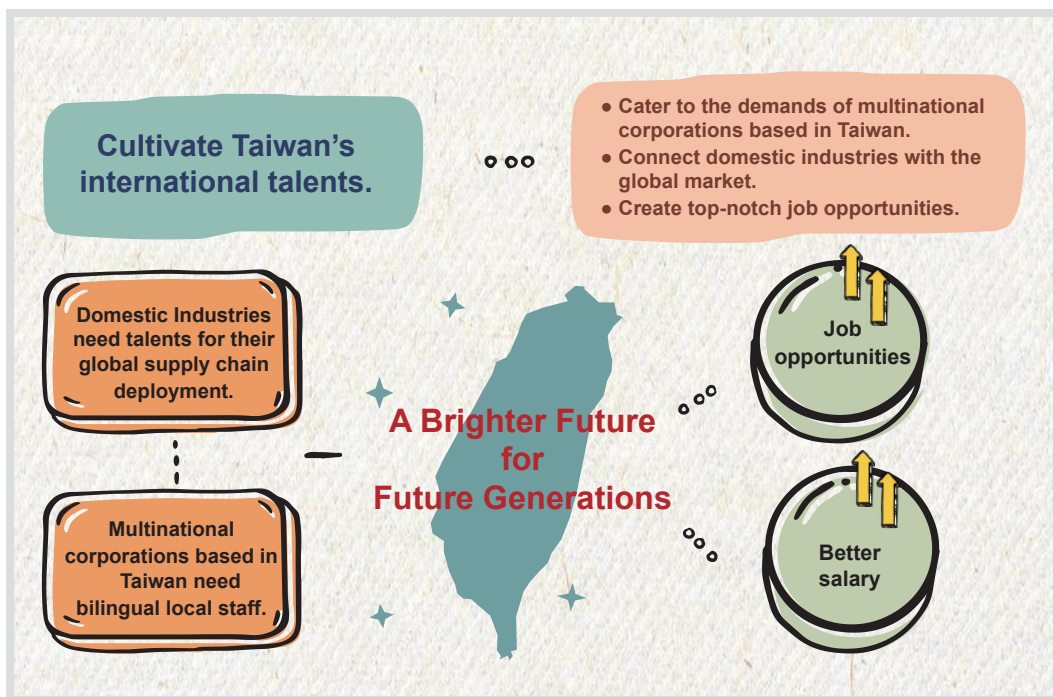 Cultivate Taiwan's
international talents.
● Cater to the demands of multinational
corporations based in Taiwan.
● Connect domestic industries with the
global market.
● Create top-notch job opportunities.
Domestic Industries
need talents for their
global supply chain
deployment.
Multinational
corporations based in
Taiwan need
bilingual local staff.
A Brighter Future
for
Future Generations
Job
opportunities
Better
salary